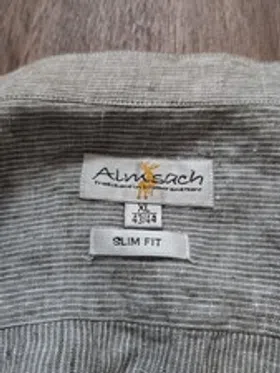 Almsach
XL
43/44
SLIM FIT